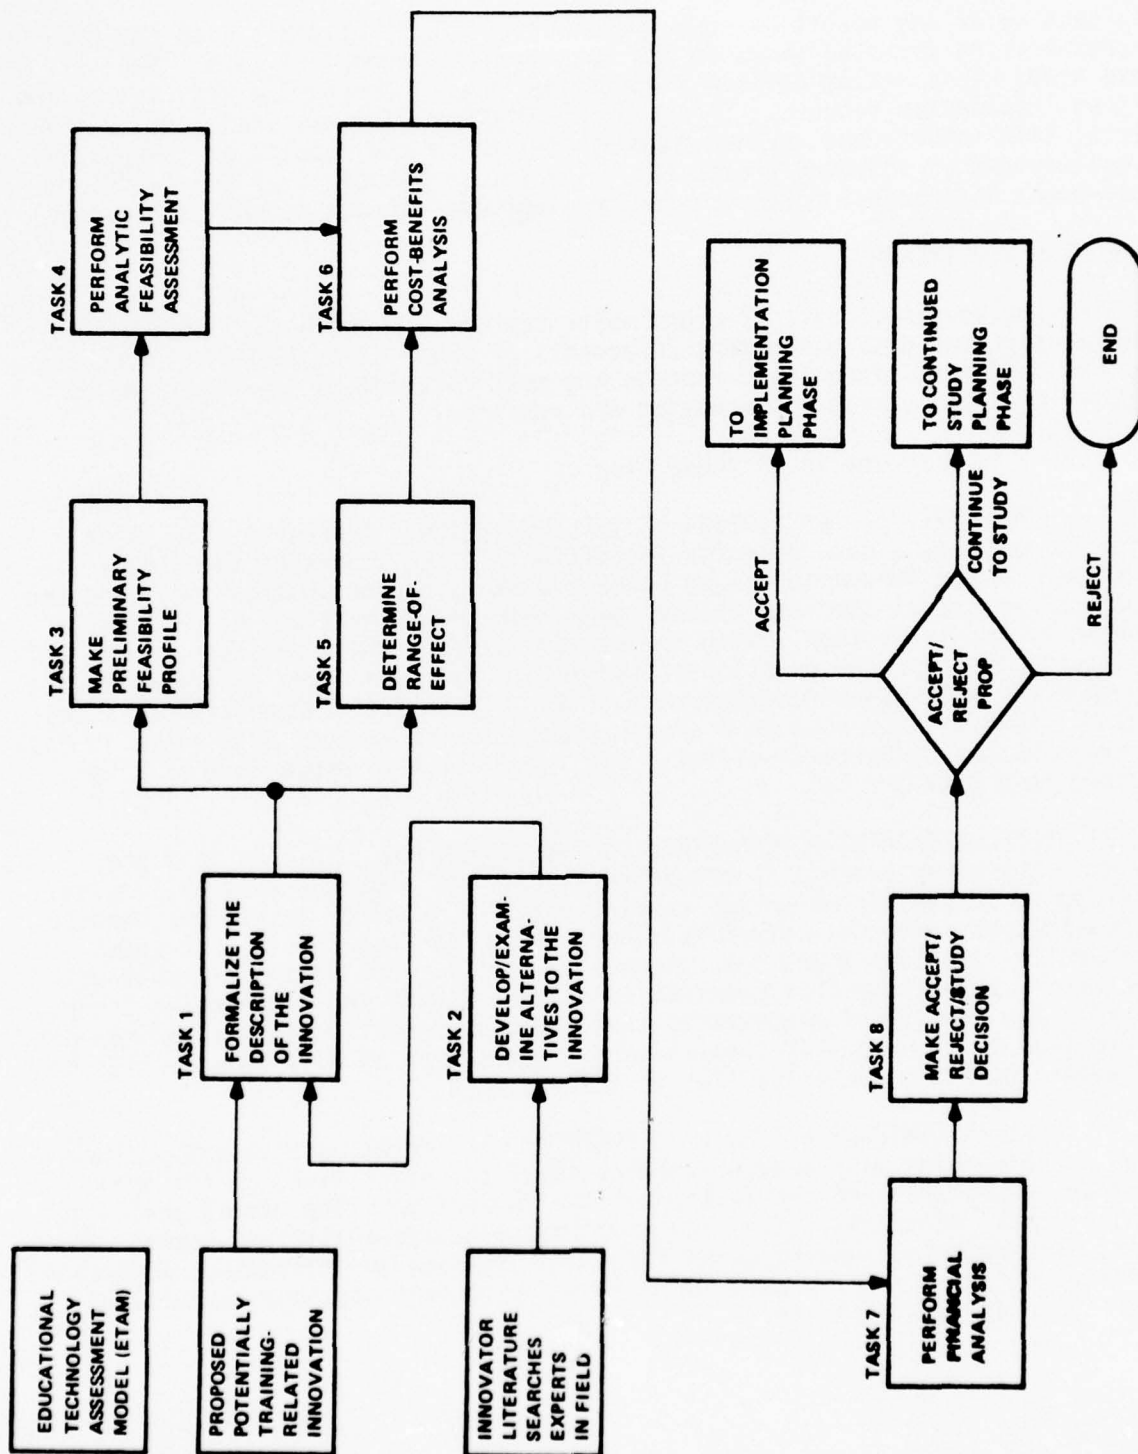 EDUCATIONAL
TECHNOLOGY
ASSESSMENT
MODEL (ETAM)
PROPOSED
POTENTIALLY
TRAINING-
RELATED
INNOVATION
INNOVATOR
LITERATURE
SEARCHES
EXPERTS
IN FIELD
TASK 1
FORMALIZE THE
DESCRIPTION
OF THE
INNOVATION
TASK 2
DEVELOP/EXAM-
INE ALTERNA-
TIVES TO THE
INNOVATION
TASK 3
MAKE
PRELIMINARY
FEASIBILITY
PROFILE
TASK 4
PERFORM
ANALYTIC
FEASIBILITY
ASSESSMENT
TASK 5
DETERMINE
RANGE-OF-
EFFECT
TASK 6
PERFORM
COST-BENEFITS
ANALYSIS
TASK 7
PERFORM
FINANCIAL
ANALYSIS
TASK 8
MAKE ACCEPT/
REJECT/STUDY
DECISION
ACCEPT/
REJECT
PROP
ACCEPT
TO
IMPLEMENTATION
PLANNING
PHASE
CONTINUE
TO STUDY
TO CONTINUED
STUDY
PLANNING
PHASE
REJECT
END